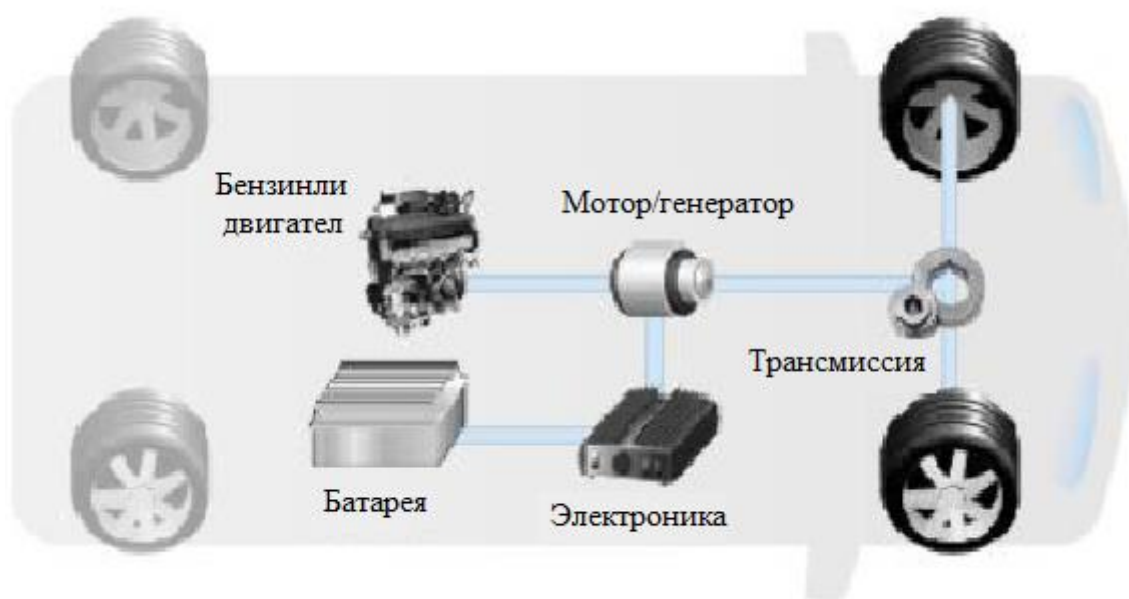 Бензинли
двигател
Мотор/генератор
Трансмиссия
Батарея
Электроника